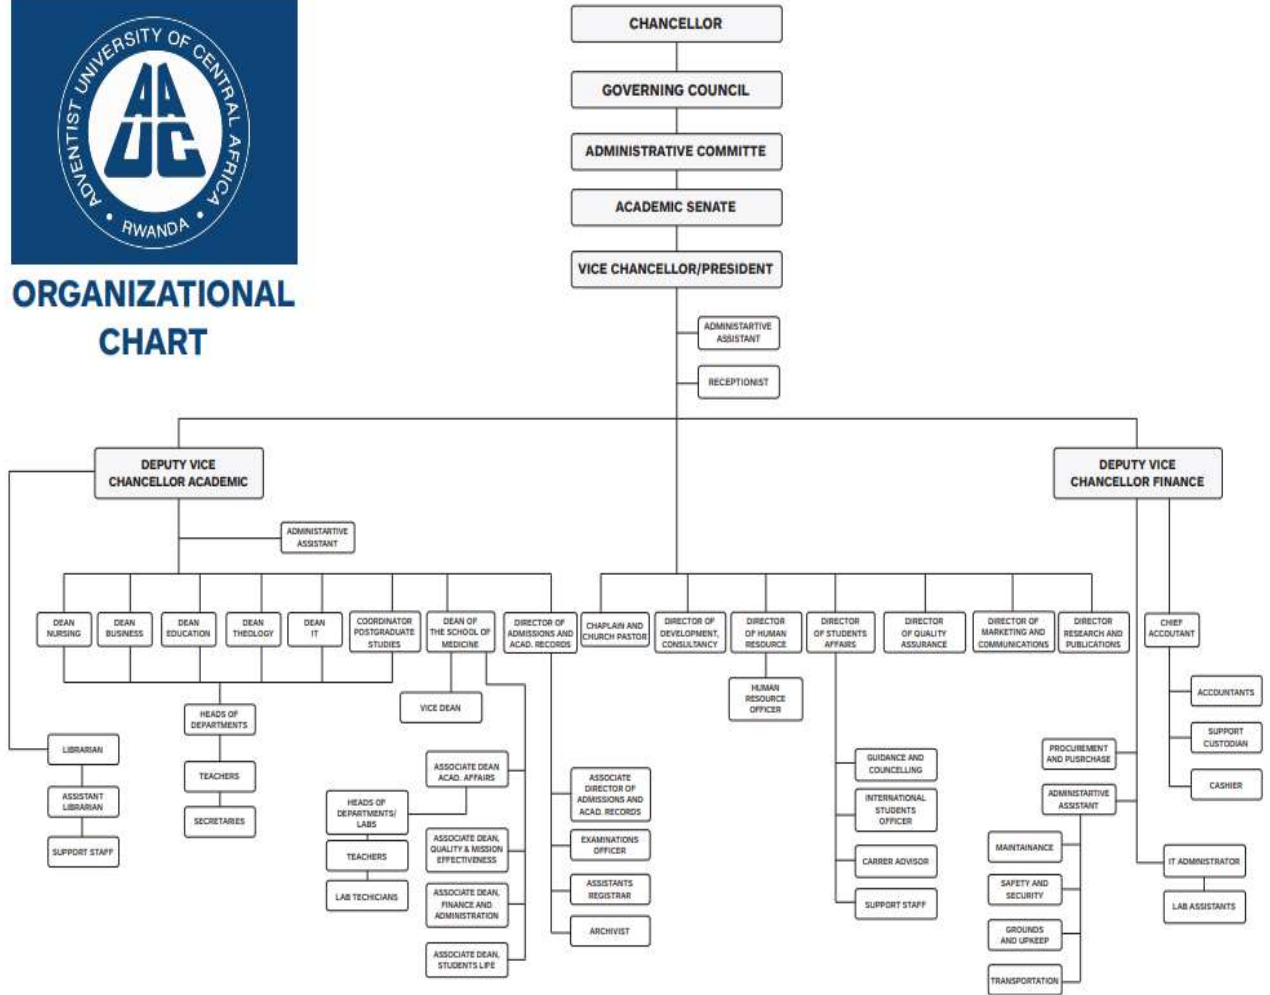 ADVENTIST UNIVERSITY OF CENTRAL AFRICA
• RWANDA •
AA
UC
ORGANIZATIONAL
CHART
CHANCELLOR
GOVERNING COUNCIL
ADMINISTRATIVE COMMITTE
ACADEMIC SENATE
VICE CHANCELLOR/PRESIDENT
ADMINISTARTIVE
ASSISTANT
RECEPTIONIST
DEPUTY VICE
CHANCELLOR ACADEMIC
DEPUTY VICE
CHANCELLOR FINANCE
ADMINISTARTIVE
ASSISTANT
DEAN
NURSING
DEAN
BUSINESS
DEAN
EDUCATION
DEAN
THEOLOGY
DEAN
IT
COORDINATOR
POSTGRADUATE
STUDIES
DEAN OF
THE SCHOOL OF
MEDICINE
DIRECTOR OF
ADMISSIONS AND
ACAD. RECORDS
CHAPLAIN AND
CHURCH PASTOR
DIRECTOR OF
DEVELOPMENT,
CONSULTANCY
DIRECTOR
OF HUMAN
RESOURCE
DIRECTOR
OF STUDENTS
AFFAIRS
DIRECTOR
OF QUALITY
ASSURANCE
DIRECTOR OF
MARKETING AND
COMMUNICATIONS
DIRECTOR
RESEARCH AND
PUBLICATIONS
CHIEF
ACCOUTANT
HEADS OF
DEPARTMENTS
TEACHERS
SECRETARIES
LIBRARIAN
ASSISTANT
LIBRARIAN
SUPPORT STAFF
VICE DEAN
ASSOCIATE DEAN
ACAD. AFFAIRS
HEADS OF
DEPARTMENTS/
LABS
TEACHERS
LAB TECHICIANS
ASSOCIATE DEAN,
QUALITY & MISSION
EFFECTIVENESS
ASSOCIATE DEAN,
FINANCE AND
ADMINISTRATION
ASSOCIATE DEAN,
STUDENTS LIFE
ASSOCIATE
DIRECTOR OF
ADMISSIONS AND
ACAD. RECORDS
EXAMINATIONS
OFFICER
ASSISTANTS
REGISTRAR
ARCHIVIST
HUMAN
RESOURCE
OFFICER
GUIDANCE AND
COUNCELLING
INTERNATIONAL
STUDENTS
OFFICER
CARRER ADVISOR
SUPPORT STAFF
PROCUREMENT
AND PUSRCHASE
ADMINISTARTIVE
ASSISTANT
MAINTAINANCE
SAFETY AND
SECURITY
GROUNDS
AND UPKEEP
TRANSPORTATION
ACCOUNTANTS
SUPPORT
CUSTODIAN
CASHIER
IT ADMINISTRATOR
LAB ASSISTANTS